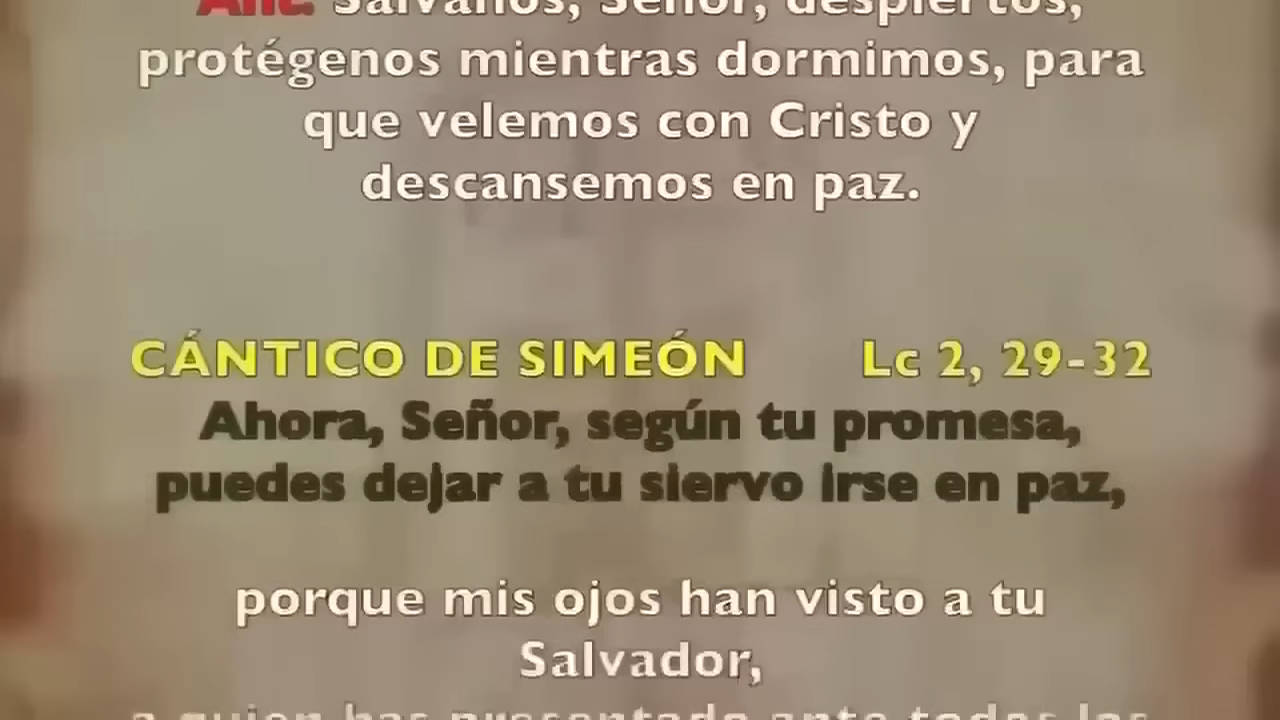 Ant. Sálvanos, Señor, despiertos,
protégenos mientras dormimos, para
que velemos con Cristo y
descansemos en paz.
CÁNTICO DE SIMEÓN Lc 2, 29-32
Ahora, Señor, según tu promesa,
puedes dejar a tu siervo irse en paz,
porque mis ojos han visto a tu
Salvador,
a quien has presentado ante todos los